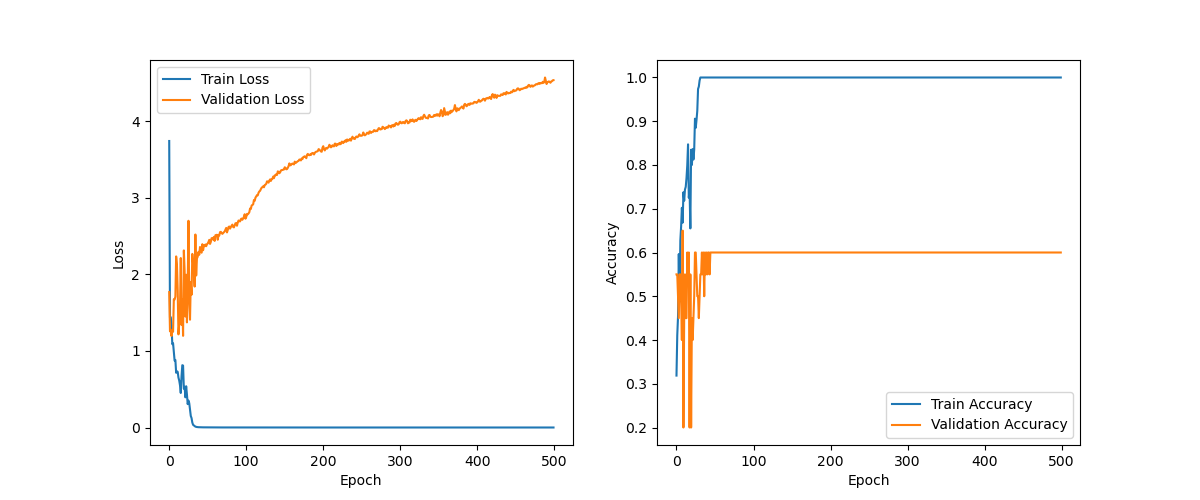 Train Loss
Validation Loss
4
3
2
1
0
Loss
0 100 200 300 400 500
Epoch
1.0
0.9
0.8
0.7
0.6
0.5
0.4
0.3
0.2
Accuracy
Train Accuracy
Validation Accuracy
0 100 200 300 400 500
Epoch